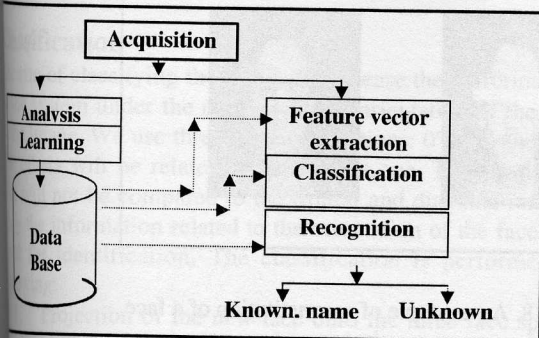 Acquisition
Analysis
Learning
Feature vector
extraction
Classification
Recognition
Data
Base
Known. name
Unknown